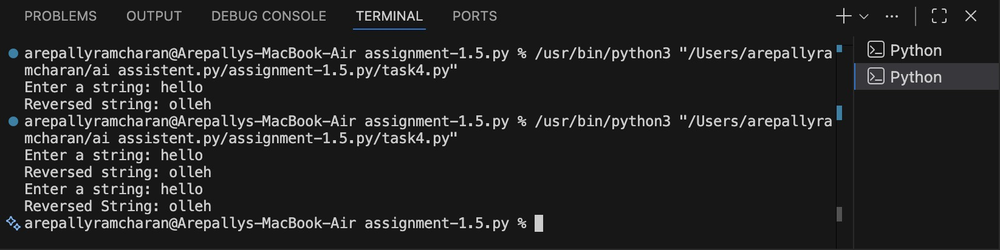 PROBLEMS OUTPUT DEBUG CONSOLE TERMINAL PORTS
arepallyramcharan@Arepallys-MacBook-Air assignment-1.5.py % /usr/bin/python3 "/Users/arepallyra
mcharan/ai assistent.py/assignment-1.5.py/task4.py"
Enter a string: hello
Reversed string: olleh
arepallyramcharan@Arepallys-MacBook-Air assignment-1.5.py % /usr/bin/python3 "/Users/arepallyra
mcharan/ai assistent.py/assignment-1.5.py/task4.py"
Enter a string: hello
Reversed string: olleh
Enter a string: hello
Reversed String: olleh
arepallyramcharan@Arepallys-MacBook-Air assignment-1.5.py %
Python
Python